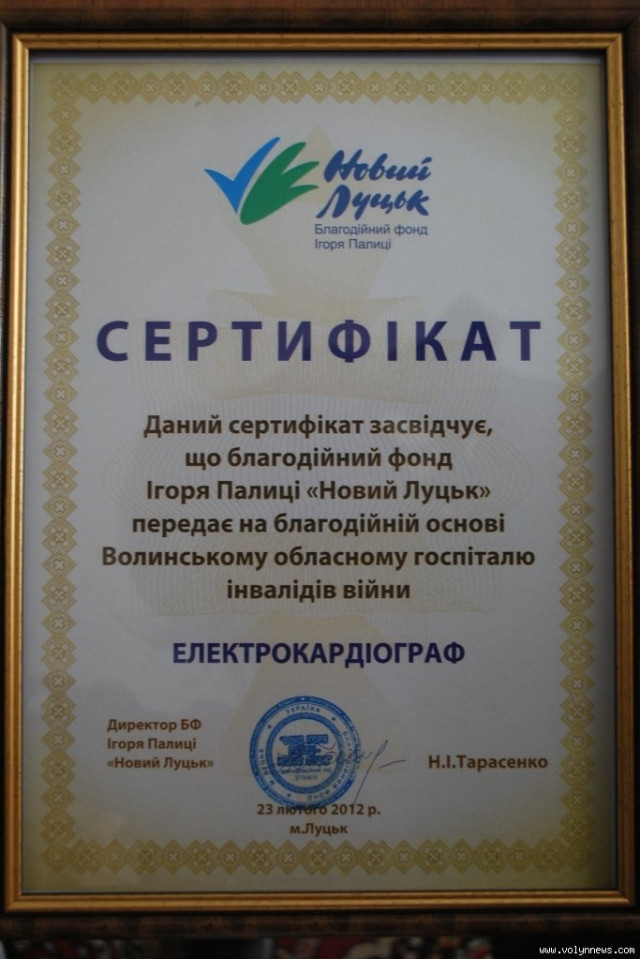 Новий
Луцьк
Благодійний фонд
Ігоря Палиці
СЕРТИФІКАТ
Даний сертифікат засвідчує,
що благодійний фонд
Ігоря Палиці «Новий Луцьк»
передає на благодійній основі
Волинському обласному госпіталю
інвалідів війни
ЕЛЕКТРОКАРДІОГРАФ
Директор БФ
Ігоря Палиці
«Новий Луцьк»
УКРАЇНА
Н.І.Тарасенко
23 лютого 2012 р.
м.Луцьк
www.volynnews.com